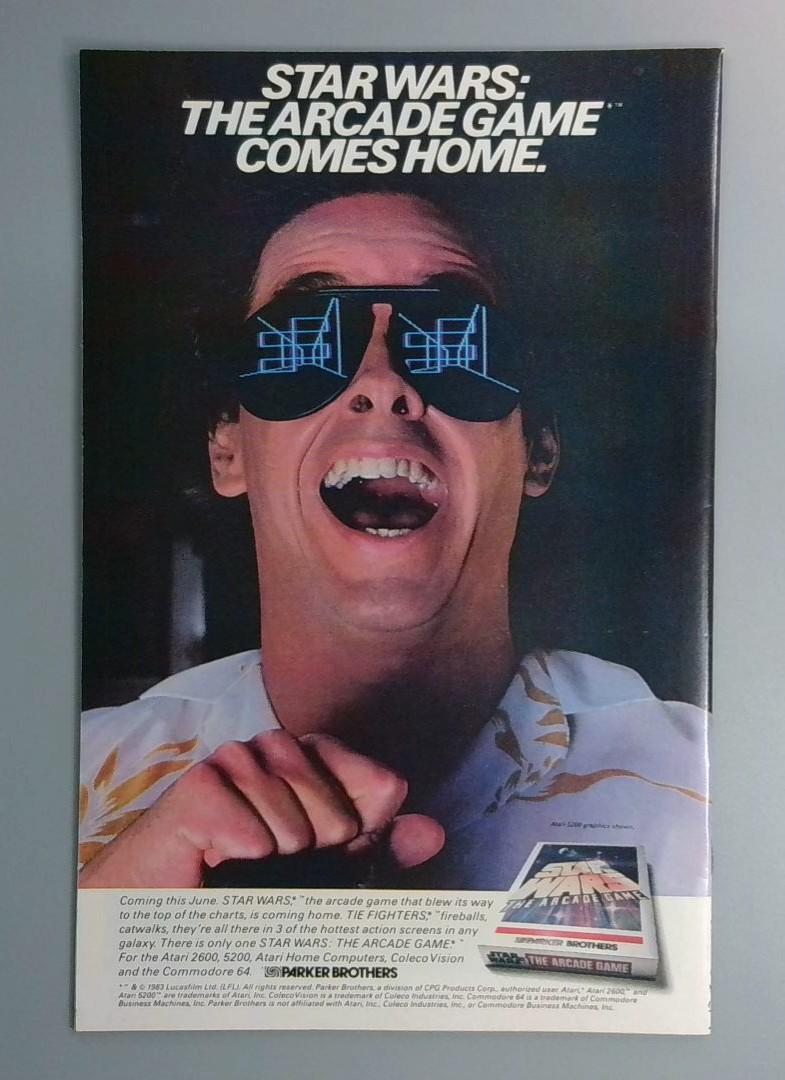 STAR WARS:
THE ARCADE GAME*™
COMES HOME.
Atari 5200 graphics shown.
STAR
WARS
THE ARCADE GAME
PARKER BROTHERS
STAR WARS THE ARCADE GAME
Coming this June. STAR WARS,*™ the arcade game that blew its way
to the top of the charts, is coming home. TIE FIGHTERS,*™ fireballs,
catwalks, they're all there in 3 of the hottest action screens in any
galaxy. There is only one STAR WARS: THE ARCADE GAME.*™
For the Atari 2600, 5200, Atari Home Computers, ColecoVision
and the Commodore 64. PARKER BROTHERS
*™ & © 1983 Lucasfilm Ltd. (LFL). All rights reserved. Parker Brothers, a division of CPG Products Corp., authorized user. Atari,® Atari 2600,™ and
Atari 5200™ are trademarks of Atari, Inc. ColecoVision is a trademark of Coleco Industries, Inc. Commodore 64 is a trademark of Commodore
Business Machines, Inc. Parker Brothers is not affiliated with Atari, Inc., Coleco Industries, Inc., or Commodore Business Machines, Inc.